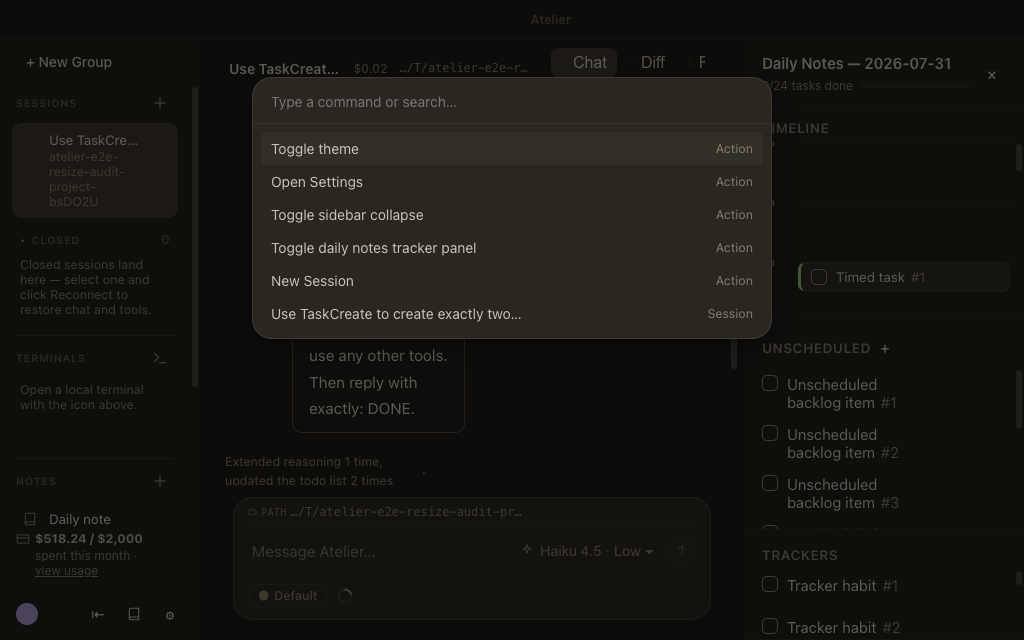 Atelier
+ New Group
SESSIONS
Use TaskCre...
atelier-e2e-
resize-audit-
project-
bsDO2U
CLOSED 0
Closed sessions land
here — select one and
click Reconnect to
restore chat and tools.
TERMINALS
Open a local terminal
with the icon above.
NOTES
Daily note
$518.24 / $2,000
spent this month ·
view usage
Use TaskCreat... $0.02 …/T/atelier-e2e-r… Chat Diff F
Type a command or search...
Toggle theme Action
Open Settings Action
Toggle sidebar collapse Action
Toggle daily notes tracker panel Action
New Session Action
Use TaskCreate to create exactly two… Session
use any other tools.
Then reply with
exactly: DONE.
Extended reasoning 1 time,
updated the todo list 2 times
PATH …/T/atelier-e2e-resize-audit-pr…
Message Atelier...
Haiku 4.5 · Low
Default
Daily Notes — 2026-07-31
/24 tasks done
IMELINE
Timed task #1
UNSCHEDULED +
Unscheduled
backlog item #1
Unscheduled
backlog item #2
Unscheduled
backlog item #3
TRACKERS
Tracker habit #1
Tracker habit #2